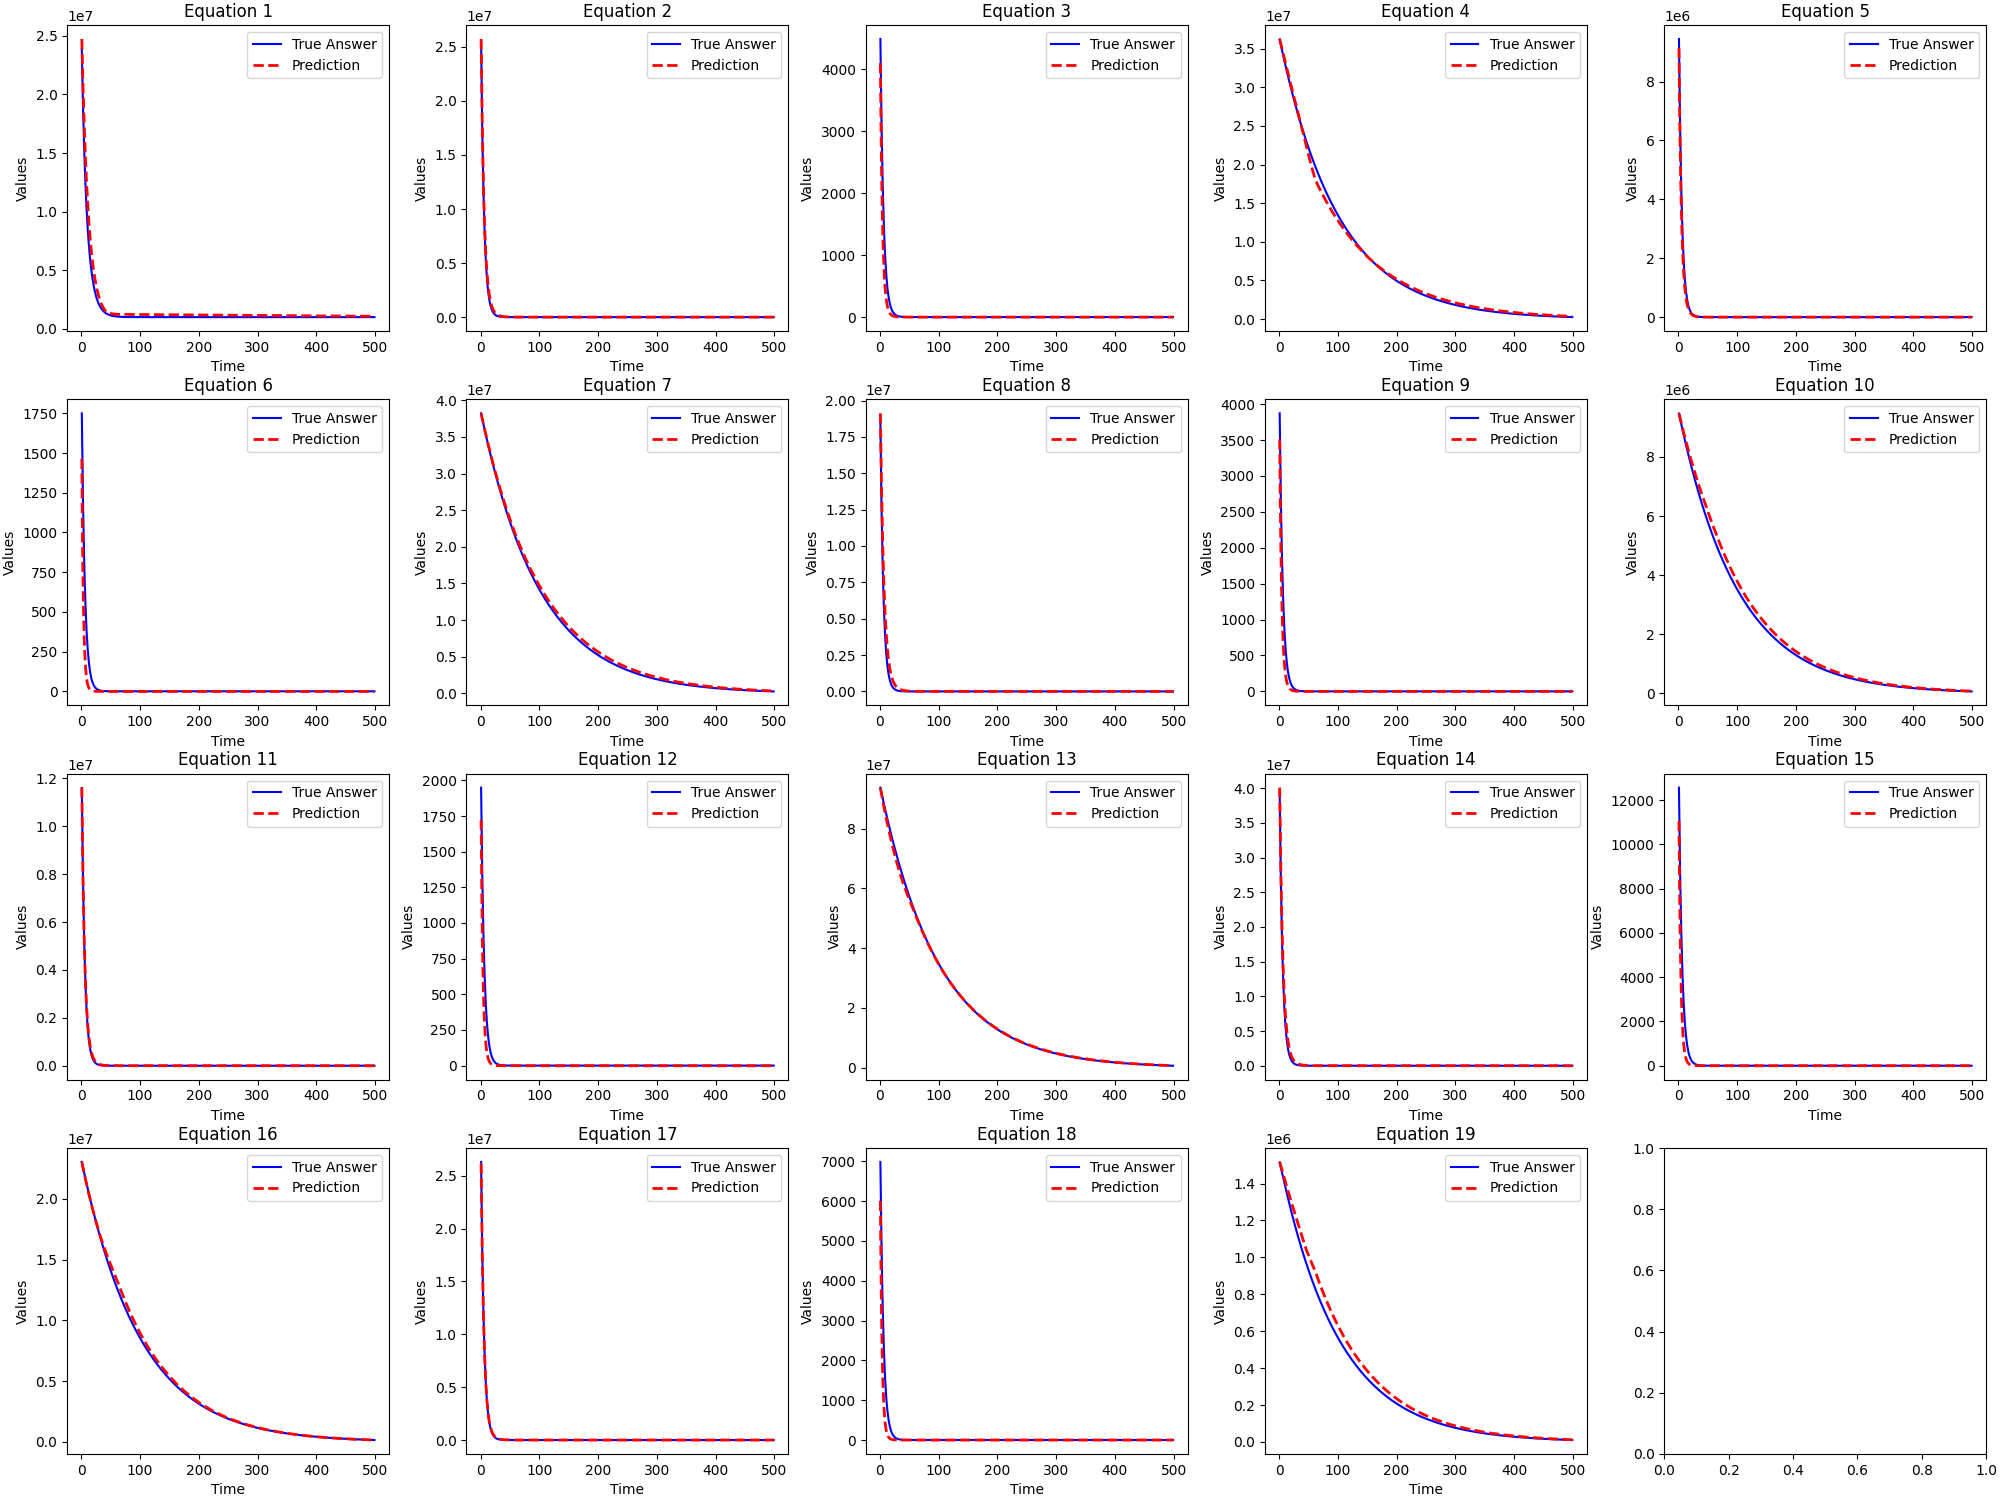 Equation 1
1e7
2.5
2.0
1.5
1.0
0.5
0.0
Values
0 100 200 300 400 500
Time
True Answer
Prediction
Equation 2
1e7
2.5
2.0
1.5
1.0
0.5
0.0
Values
0 100 200 300 400 500
Time
True Answer
Prediction
Equation 3
4000
3000
2000
1000
0
Values
0 100 200 300 400 500
Time
True Answer
Prediction
Equation 4
1e7
3.5
3.0
2.5
2.0
1.5
1.0
0.5
0.0
Values
0 100 200 300 400 500
Time
True Answer
Prediction
Equation 5
1e6
8
6
4
2
0
Values
0 100 200 300 400 500
Time
True Answer
Prediction
Equation 6
1750
1500
1250
1000
750
500
250
0
Values
0 100 200 300 400 500
Time
True Answer
Prediction
Equation 7
1e7
4.0
3.5
3.0
2.5
2.0
1.5
1.0
0.5
0.0
Values
0 100 200 300 400 500
Time
True Answer
Prediction
Equation 8
1e7
2.00
1.75
1.50
1.25
1.00
0.75
0.50
0.25
0.00
Values
0 100 200 300 400 500
Time
True Answer
Prediction
Equation 9
4000
3500
3000
2500
2000
1500
1000
500
0
Values
0 100 200 300 400 500
Time
True Answer
Prediction
Equation 10
1e6
8
6
4
2
0
Values
0 100 200 300 400 500
Time
True Answer
Prediction
Equation 11
1e7
1.2
1.0
0.8
0.6
0.4
0.2
0.0
Values
0 100 200 300 400 500
Time
True Answer
Prediction
Equation 12
2000
1750
1500
1250
1000
750
500
250
0
Values
0 100 200 300 400 500
Time
True Answer
Prediction
Equation 13
1e7
8
6
4
2
0
Values
0 100 200 300 400 500
Time
True Answer
Prediction
Equation 14
1e7
4.0
3.5
3.0
2.5
2.0
1.5
1.0
0.5
0.0
Values
0 100 200 300 400 500
Time
True Answer
Prediction
Equation 15
12000
10000
8000
6000
4000
2000
0
Values
0 100 200 300 400 500
Time
True Answer
Prediction
Equation 16
1e7
2.0
1.5
1.0
0.5
0.0
Values
0 100 200 300 400 500
Time
True Answer
Prediction
Equation 17
1e7
2.5
2.0
1.5
1.0
0.5
0.0
Values
0 100 200 300 400 500
Time
True Answer
Prediction
Equation 18
7000
6000
5000
4000
3000
2000
1000
0
Values
0 100 200 300 400 500
Time
True Answer
Prediction
Equation 19
1e6
1.4
1.2
1.0
0.8
0.6
0.4
0.2
0.0
Values
0 100 200 300 400 500
Time
True Answer
Prediction
1.0
0.8
0.6
0.4
0.2
0.0
0.0 0.2 0.4 0.6 0.8 1.0